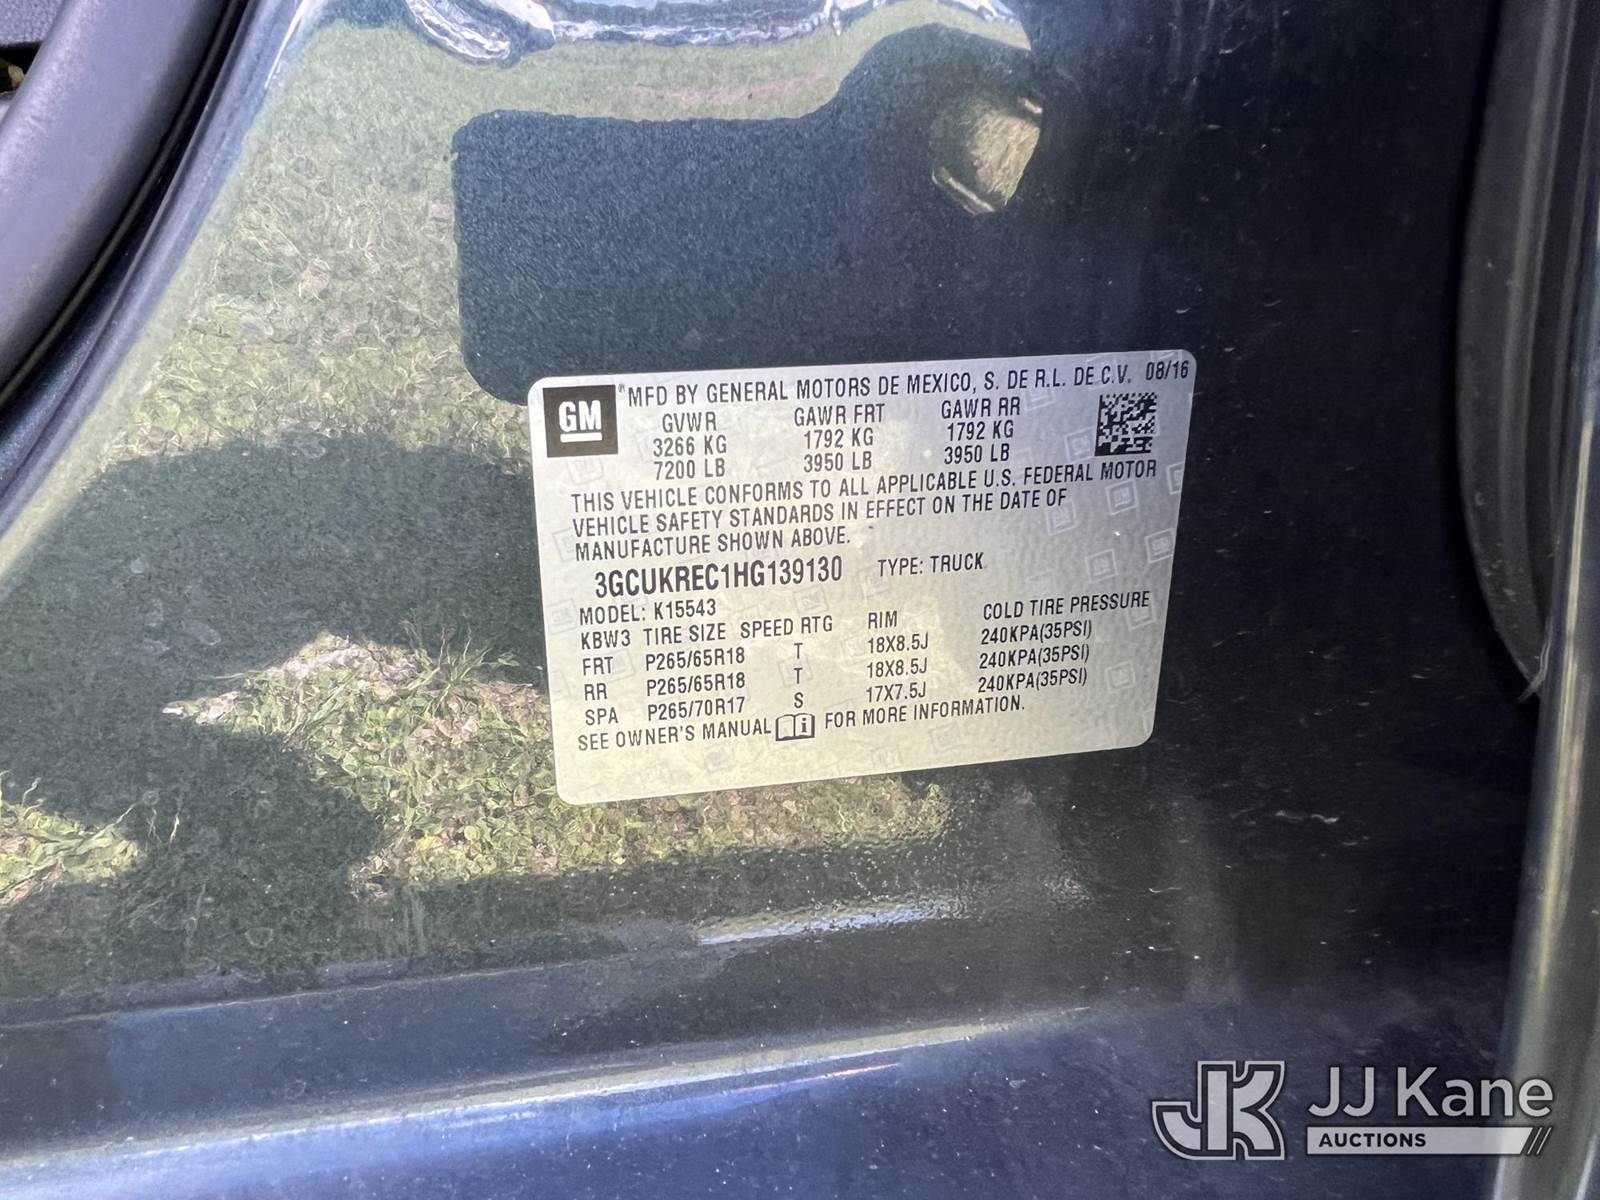 GM
®MFD BY GENERAL MOTORS DE MEXICO, S. DE R.L. DE C.V. 08/16
GVWR GAWR FRT GAWR RR
3266 KG 1792 KG 1792 KG
7200 LB 3950 LB 3950 LB
THIS VEHICLE CONFORMS TO ALL APPLICABLE U.S. FEDERAL MOTOR
VEHICLE SAFETY STANDARDS IN EFFECT ON THE DATE OF
MANUFACTURE SHOWN ABOVE.
3GCUKREC1HG139130 TYPE: TRUCK
MODEL: K15543
KBW3 TIRE SIZE SPEED RTG RIM COLD TIRE PRESSURE
FRT P265/65R18 T 18X8.5J 240KPA(35PSI)
RR P265/65R18 T 18X8.5J 240KPA(35PSI)
SPA P265/70R17 S 17X7.5J 240KPA(35PSI)
SEE OWNER'S MANUAL i FOR MORE INFORMATION.
JK JJ Kane
AUCTIONS